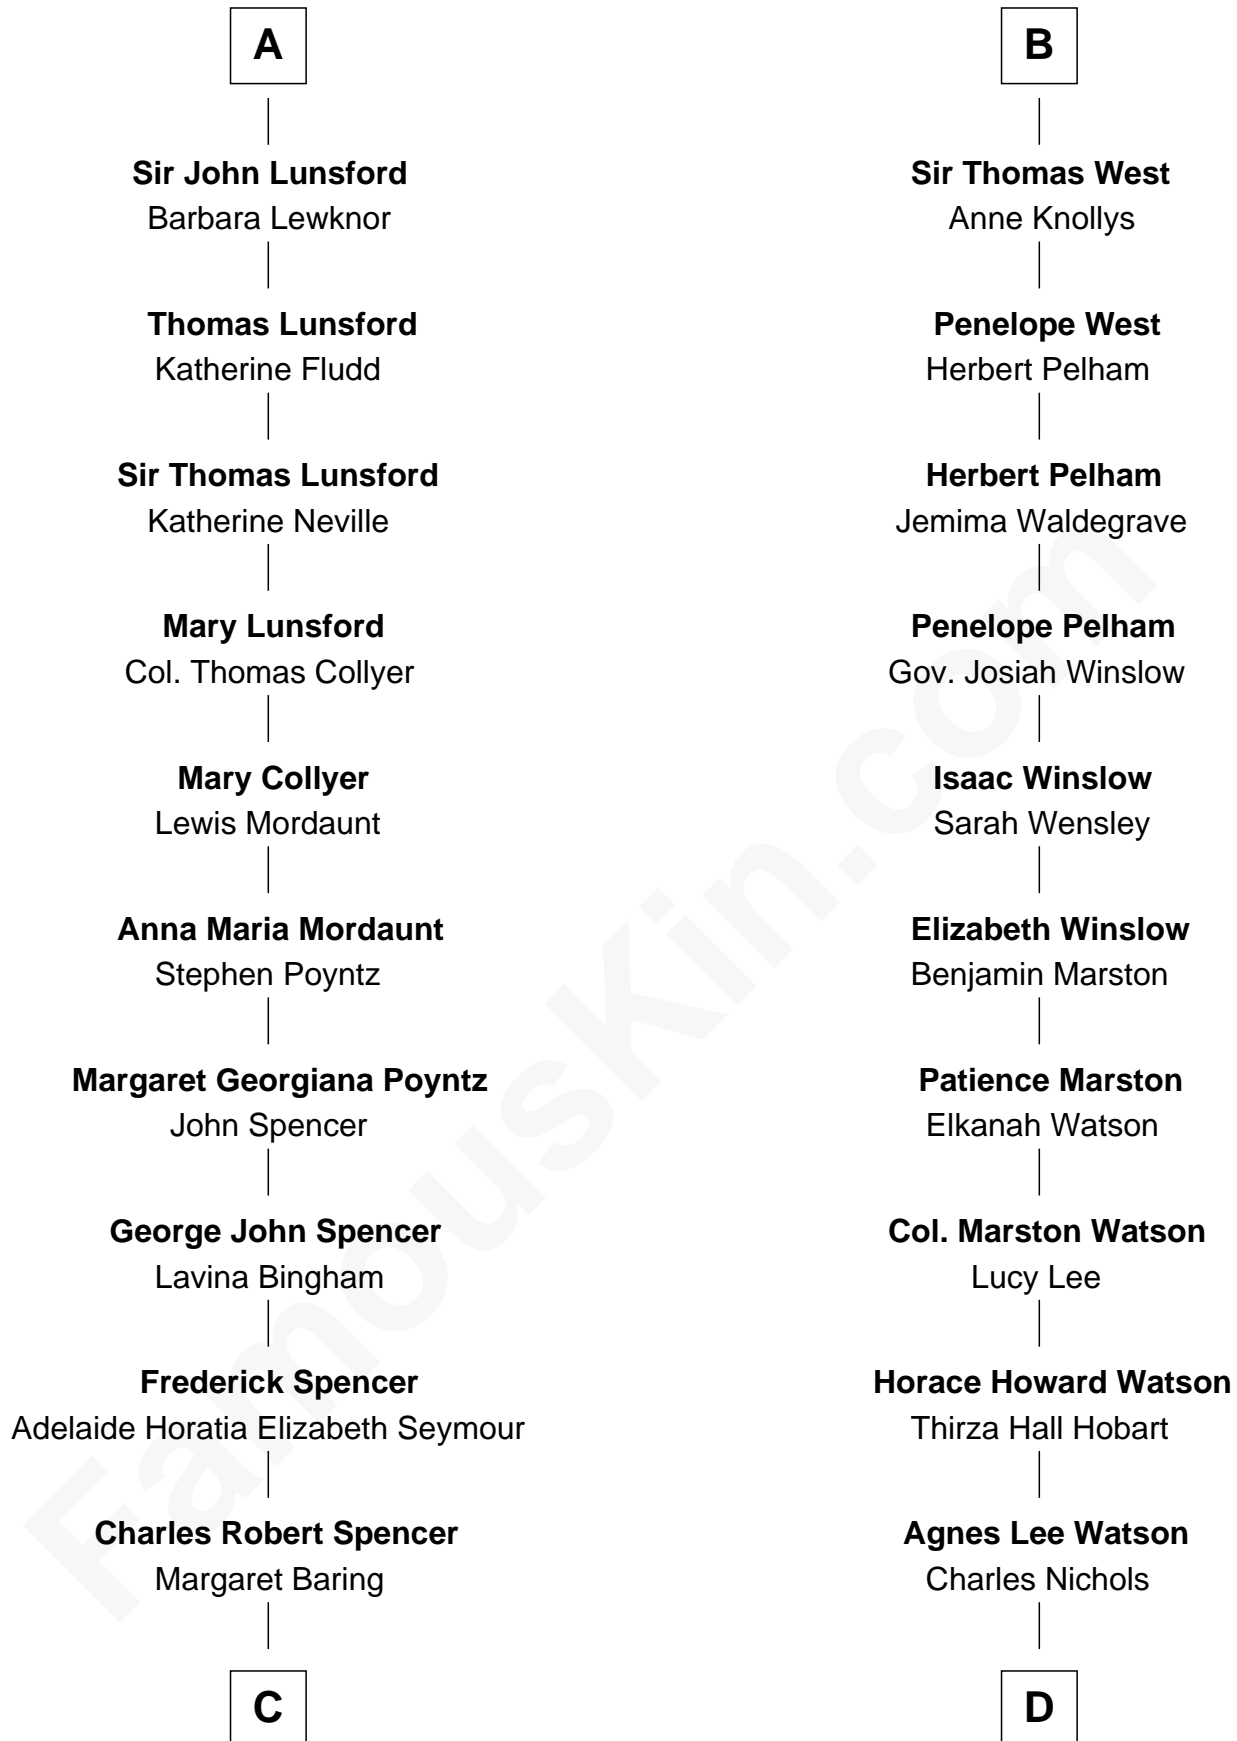 A
Sir John Lunsford
Barbara Lewknor
Thomas Lunsford
Katherine Fludd
Sir Thomas Lunsford
Katherine Neville
Mary Lunsford
Col. Thomas Collyer
Mary Collyer
Lewis Mordaunt
Anna Maria Mordaunt
Stephen Poyntz
Margaret Georgiana Poyntz
John Spencer
George John Spencer
Lavina Bingham
Frederick Spencer
Adelaide Horatia Elizabeth Seymour
Charles Robert Spencer
Margaret Baring
C
B
Sir Thomas West
Anne Knollys
Penelope West
Herbert Pelham
Herbert Pelham
Jemima Waldegrave
Penelope Pelham
Gov. Josiah Winslow
Isaac Winslow
Sarah Wensley
Elizabeth Winslow
Benjamin Marston
Patience Marston
Elkanah Watson
Col. Marston Watson
Lucy Lee
Horace Howard Watson
Thirza Hall Hobart
Agnes Lee Watson
Charles Nichols
D
FamousKin.com